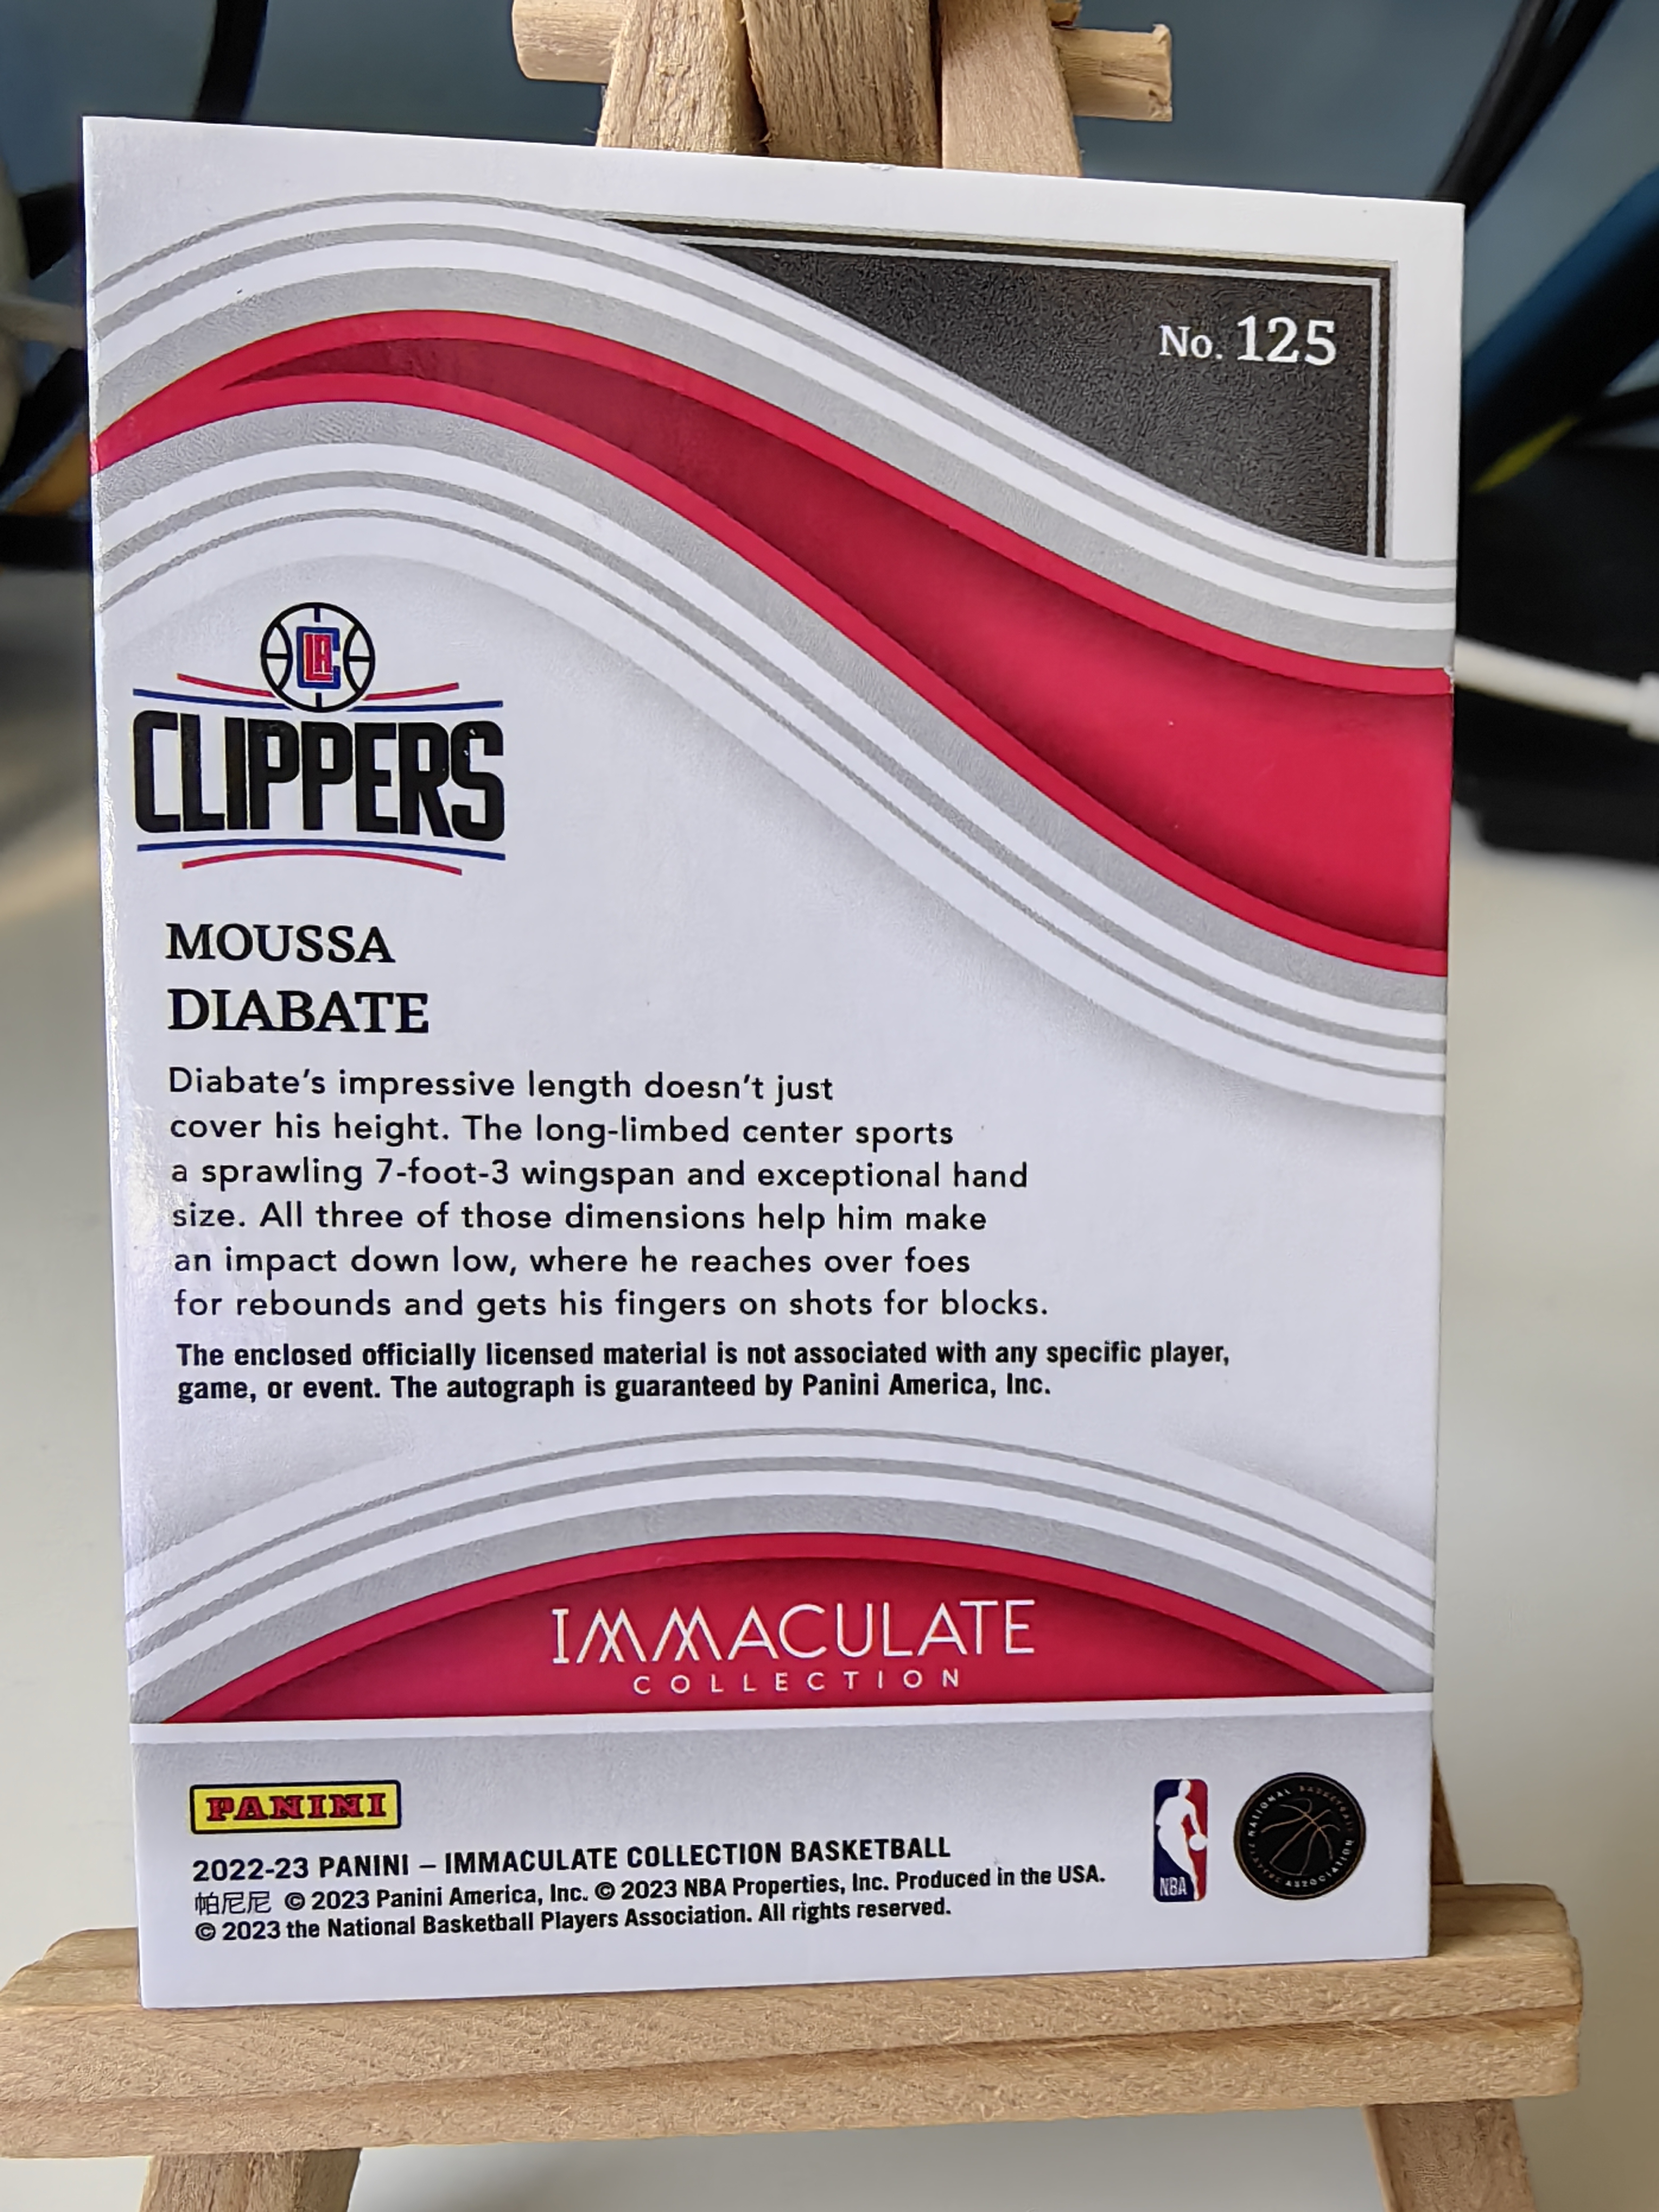 No. 125
LAC
CLIPPERS
MOUSSA
DIABATE
Diabate's impressive length doesn't just
cover his height. The long-limbed center sports
a sprawling 7-foot-3 wingspan and exceptional hand
size. All three of those dimensions help him make
an impact down low, where he reaches over foes
for rebounds and gets his fingers on shots for blocks.
The enclosed officially licensed material is not associated with any specific player,
game, or event. The autograph is guaranteed by Panini America, Inc.
IMMACULATE
COLLECTION
PANINI
2022-23 PANINI – IMMACULATE COLLECTION BASKETBALL
帕尼尼 © 2023 Panini America, Inc. © 2023 NBA Properties, Inc. Produced in the USA.
© 2023 the National Basketball Players Association. All rights reserved.
NBA
NATIONAL BASKETBALL PLAYERS ASSOCIATION